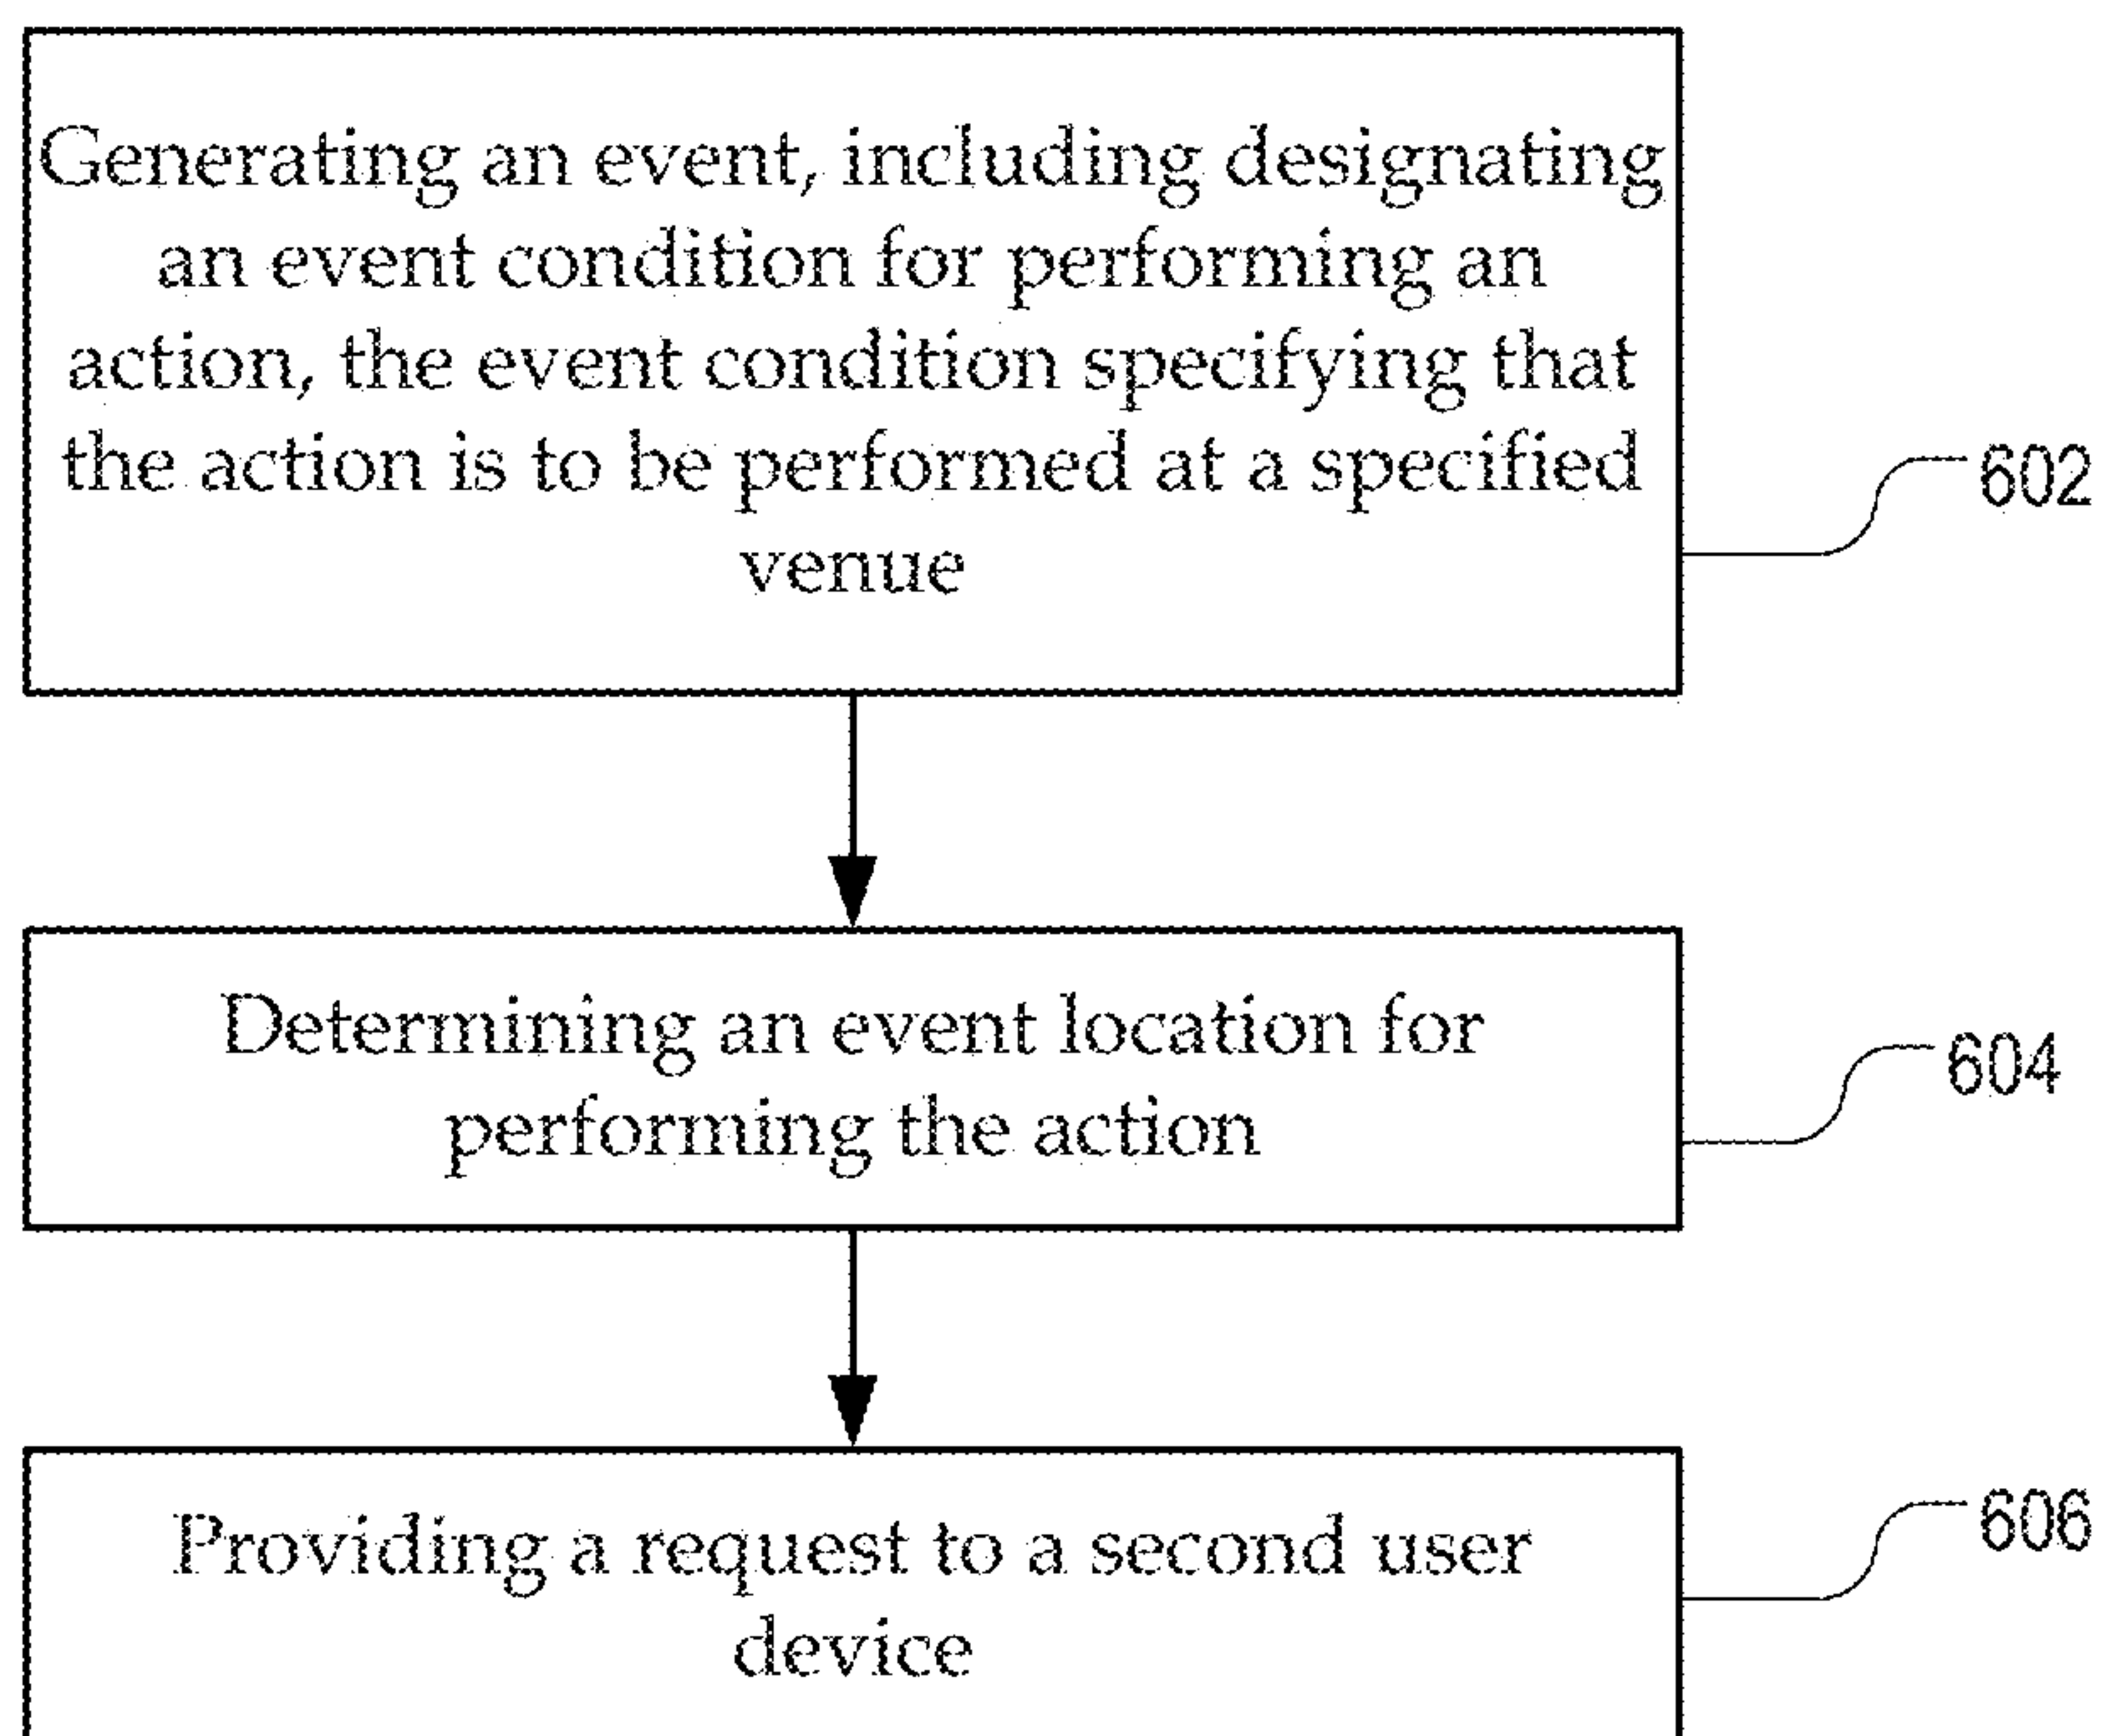 Generating an event, including designating
an event condition for performing an
action, the event condition specifying that
the action is to be performed at a specified
venue
602
Determining an event location for
performing the action
604
Providing a request to a second user
device
606